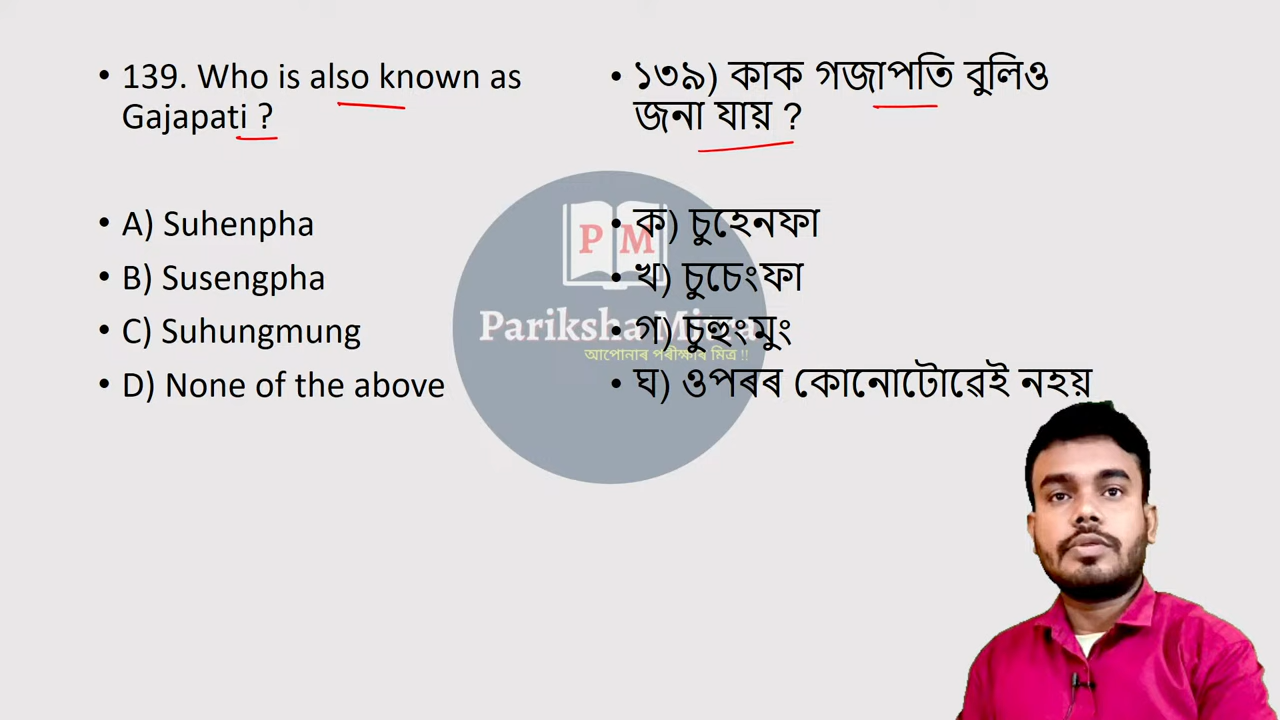 • 139. Who is also known as
Gajapati ?
• A) Suhenpha
• B) Susengpha
• C) Suhungmung
• D) None of the above
• ১৩৯) কাক গজাপতি বুলিও
জনা যায় ?
• ক) চুহেনফা
• খ) চুচেংফা
• গ) চুহুংমুং
• ঘ) ওপৰৰ কোনোটোৱেই নহয়
P M
Pariksha Mitra
আপোনাৰ পৰীক্ষাৰ মিত্ৰ !!